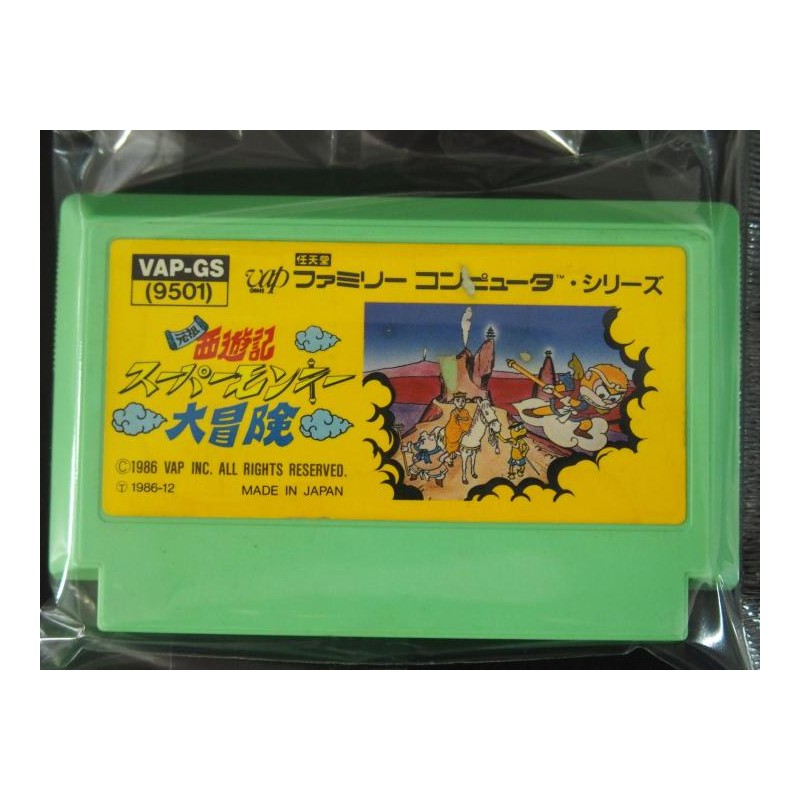 VAP-GS
(9501)
vap
任天堂
ファミリー コンピュータ™・シリーズ
元祖
西遊記
スーパーモンキー
大冒険
©1986 VAP INC. ALL RIGHTS RESERVED.
Ⓣ 1986-12 MADE IN JAPAN